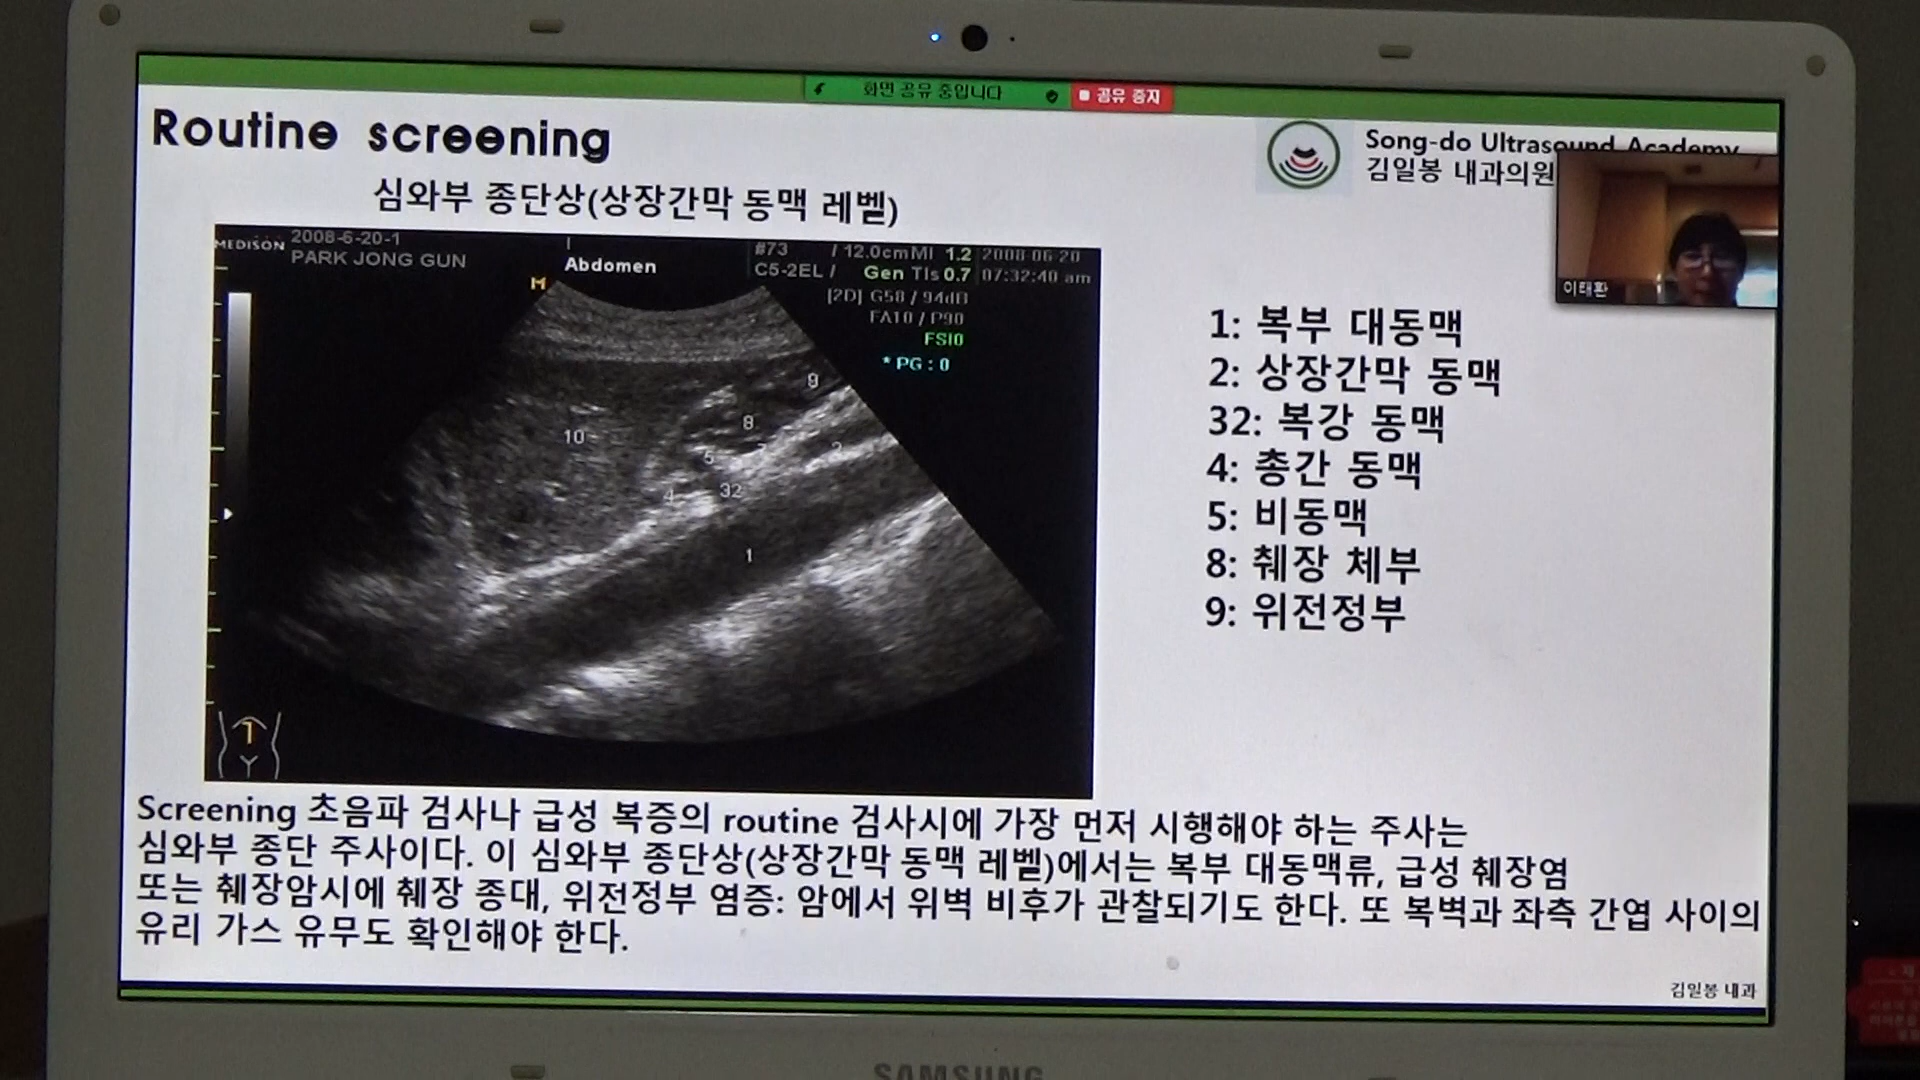 화면 공유 중입니다
공유 중지
Routine screening
Song-do Ultrasound Academy
김일봉 내과의원
심와부 종단상(상장간막 동맥 레벨)
이태환
MEDISON
2008-6-20-1
PARK JONG GUN
Abdomen
#73 / 12.0cm MI 1.2 2008 06 20
C5-2EL / Gen TIs 0.7 07:32:40 am
[2D] G58 / 94dB
FA10 / P90
FSI0
* PG : 0
M
9
8
10
7
2
5
4
32
1
1: 복부 대동맥
2: 상장간막 동맥
32: 복강 동맥
4: 총간 동맥
5: 비동맥
8: 췌장 체부
9: 위전정부
Screening 초음파 검사나 급성 복증의 routine 검사시에 가장 먼저 시행해야 하는 주사는
심와부 종단 주사이다. 이 심와부 종단상(상장간막 동맥 레벨)에서는 복부 대동맥류, 급성 췌장염
또는 췌장암시에 췌장 종대, 위전정부 염증: 암에서 위벽 비후가 관찰되기도 한다. 또 복벽과 좌측 간엽 사이의
유리 가스 유무도 확인해야 한다.
김일봉 내과
SAMSUNG